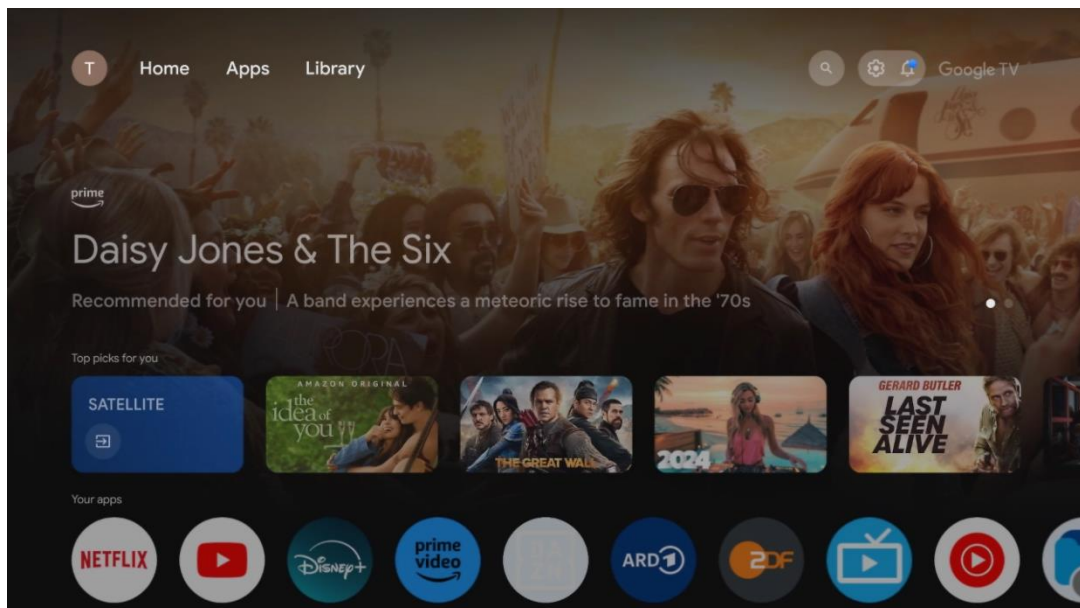 T
Home Apps Library
Google TV
prime
Daisy Jones & The Six
Recommended for you | A band experiences a meteoric rise to fame in the '70s
Top picks for you
SATELLITE
AMAZON ORIGINAL
the
idea of
you
THE GREAT WALL
2024
GERARD BUTLER
LAST
SEEN
ALIVE
Your apps
NETFLIX
Disney+
prime
video
ARD 1
ZDF